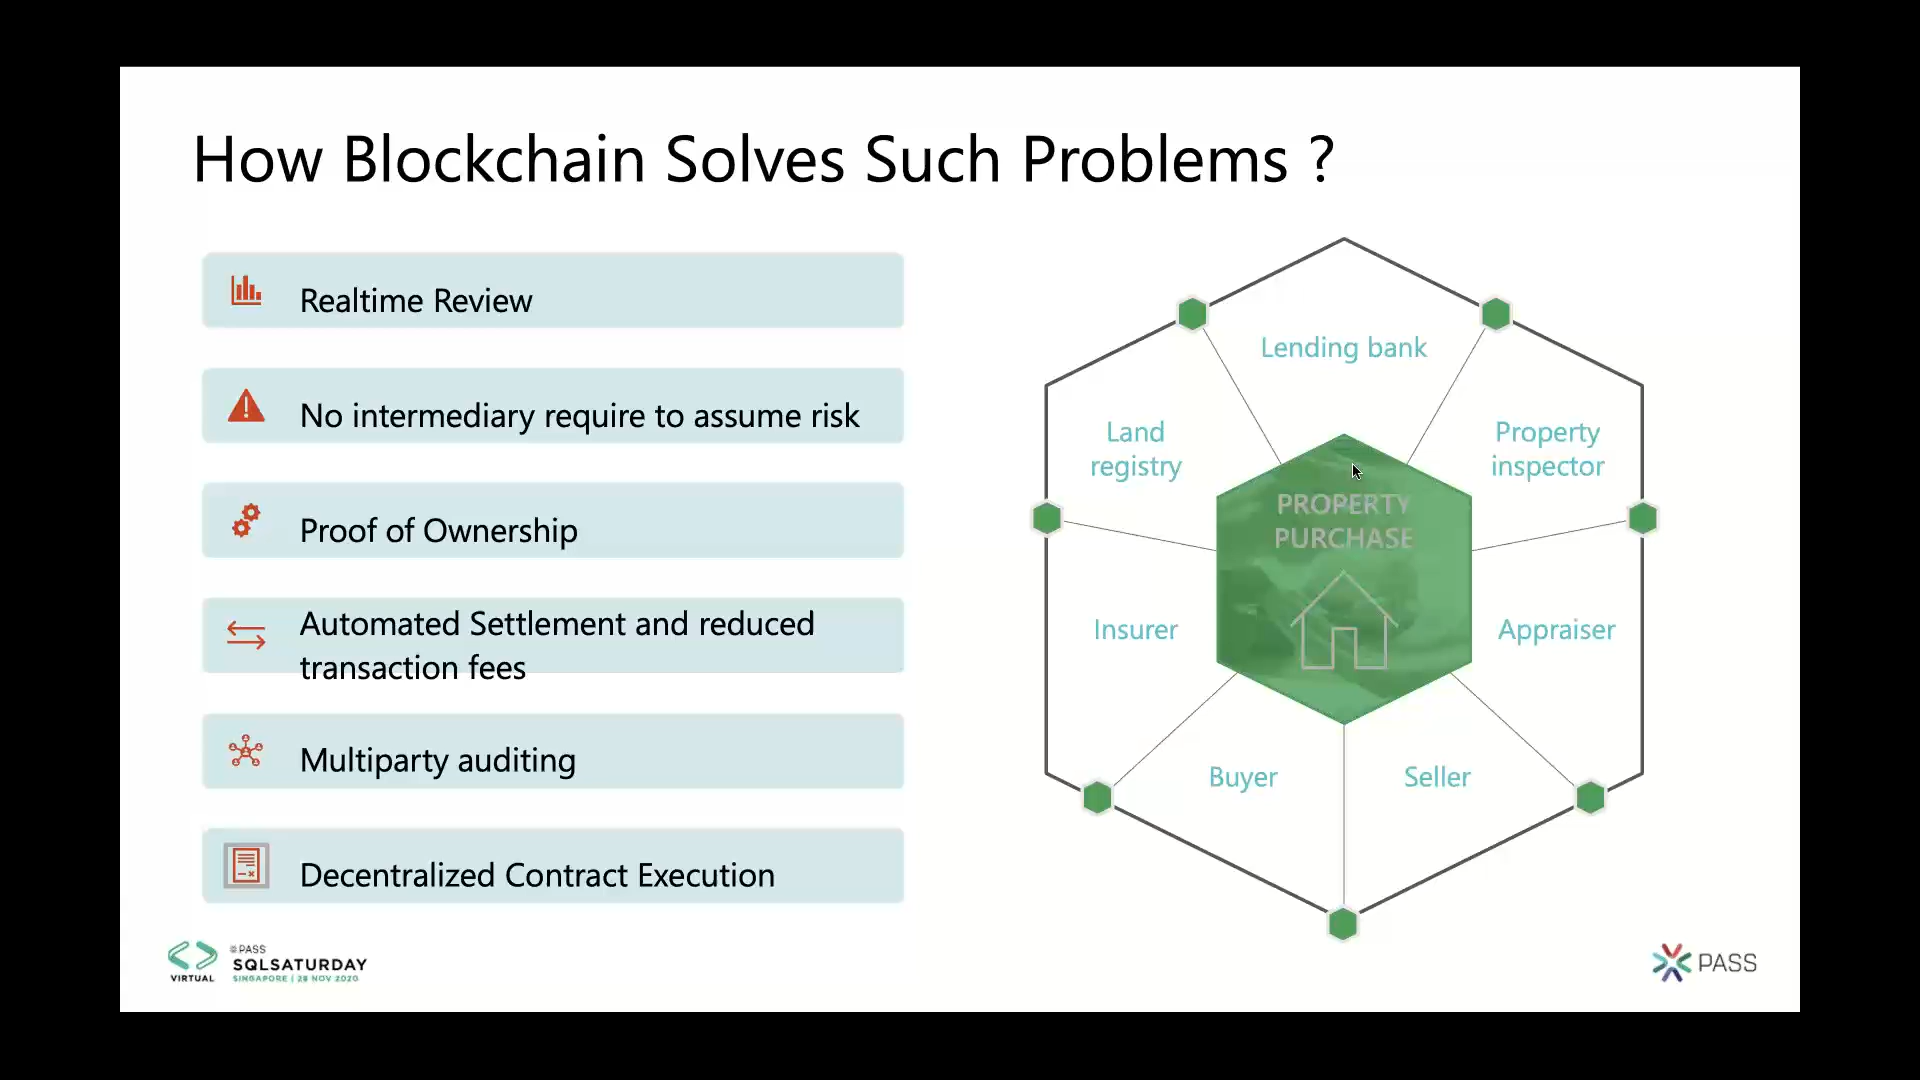 How Blockchain Solves Such Problems ?
Realtime Review
No intermediary require to assume risk
Proof of Ownership
Automated Settlement and reduced
transaction fees
Multiparty auditing
Decentralized Contract Execution
Lending bank
Land
registry
Property
inspector
PROPERTY
PURCHASE
Insurer
Appraiser
Buyer
Seller
VIRTUAL
PASS
SQLSATURDAY
SINGAPORE | 28 NOV 2020
PASS